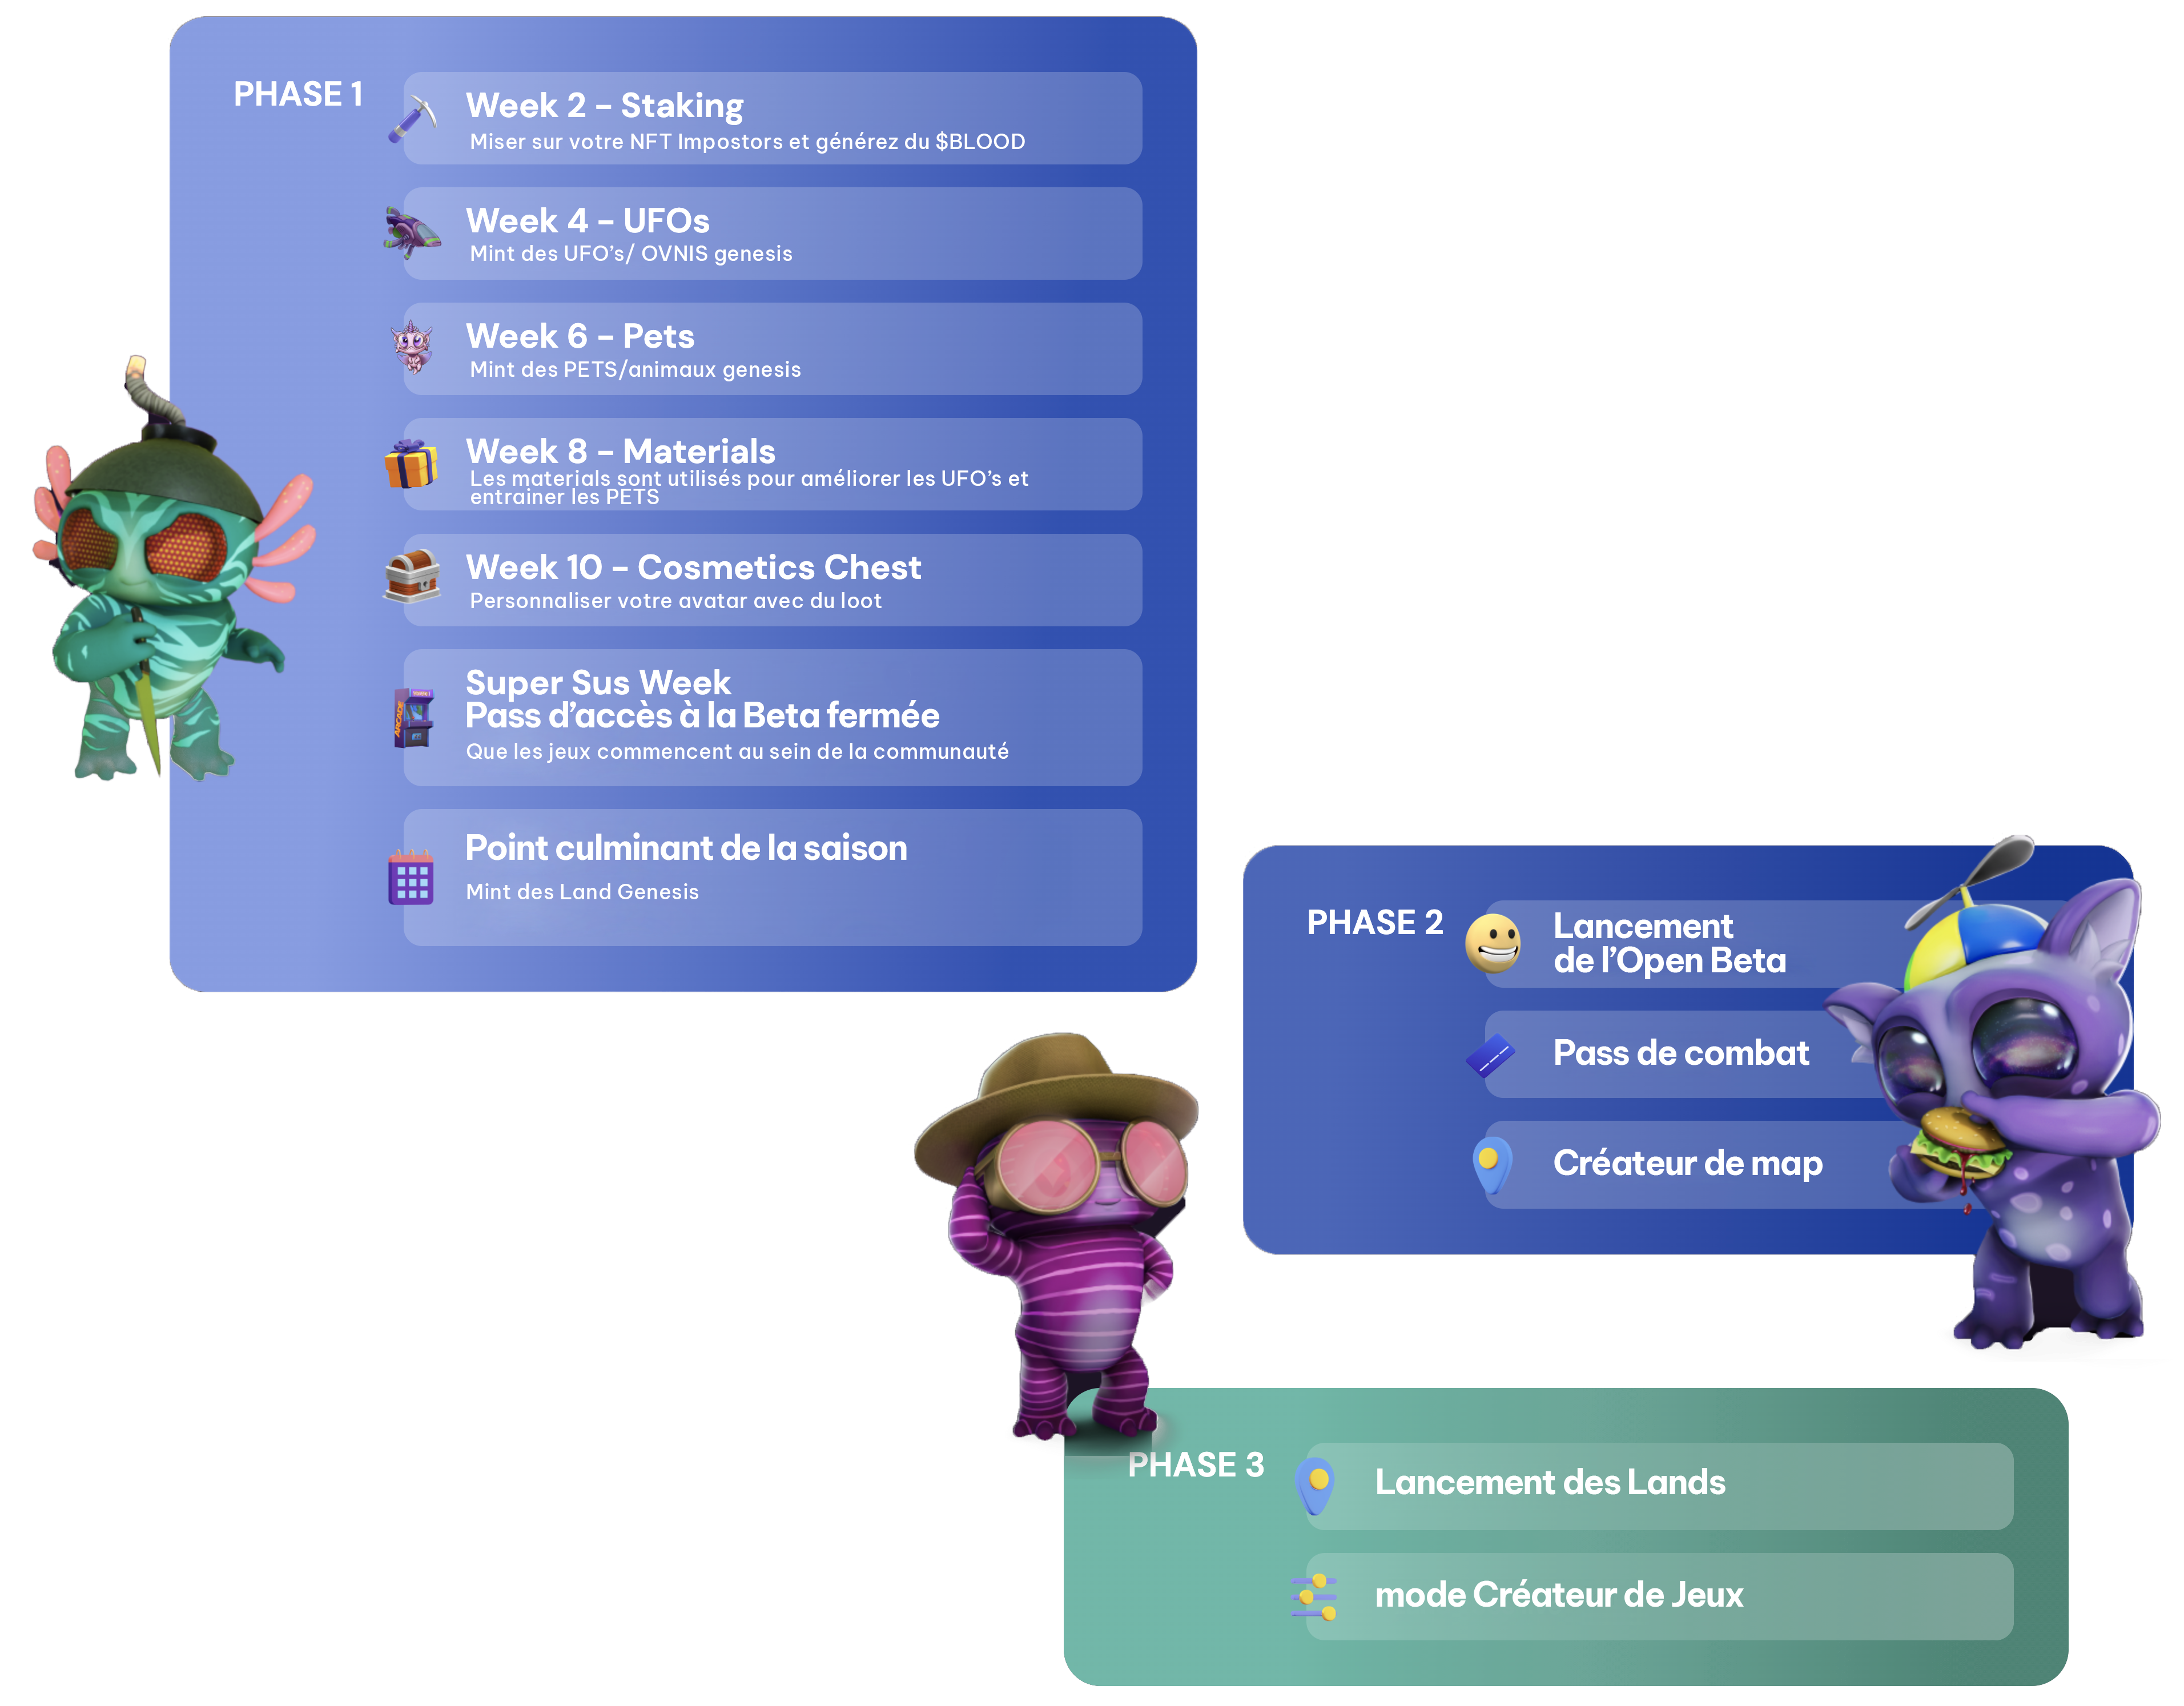 PHASE 1
Week 2 – Staking
Miser sur votre NFT Impostors et générez du $BLOOD
Week 4 – UFOs
Mint des UFO’s/ OVNIS genesis
Week 6 – Pets
Mint des PETS/animaux genesis
Week 8 – Materials
Les materials sont utilisés pour améliorer les UFO’s et
entrainer les PETS
Week 10 – Cosmetics Chest
Personnaliser votre avatar avec du loot
ARCADE
Super Sus Week
Pass d’accès à la Beta fermée
Que les jeux commencent au sein de la communauté
Point culminant de la saison
Mint des Land Genesis
PHASE 2
Lancement
de l’Open Beta
Pass de combat
Créateur de map
PHASE 3
Lancement des Lands
mode Créateur de Jeux